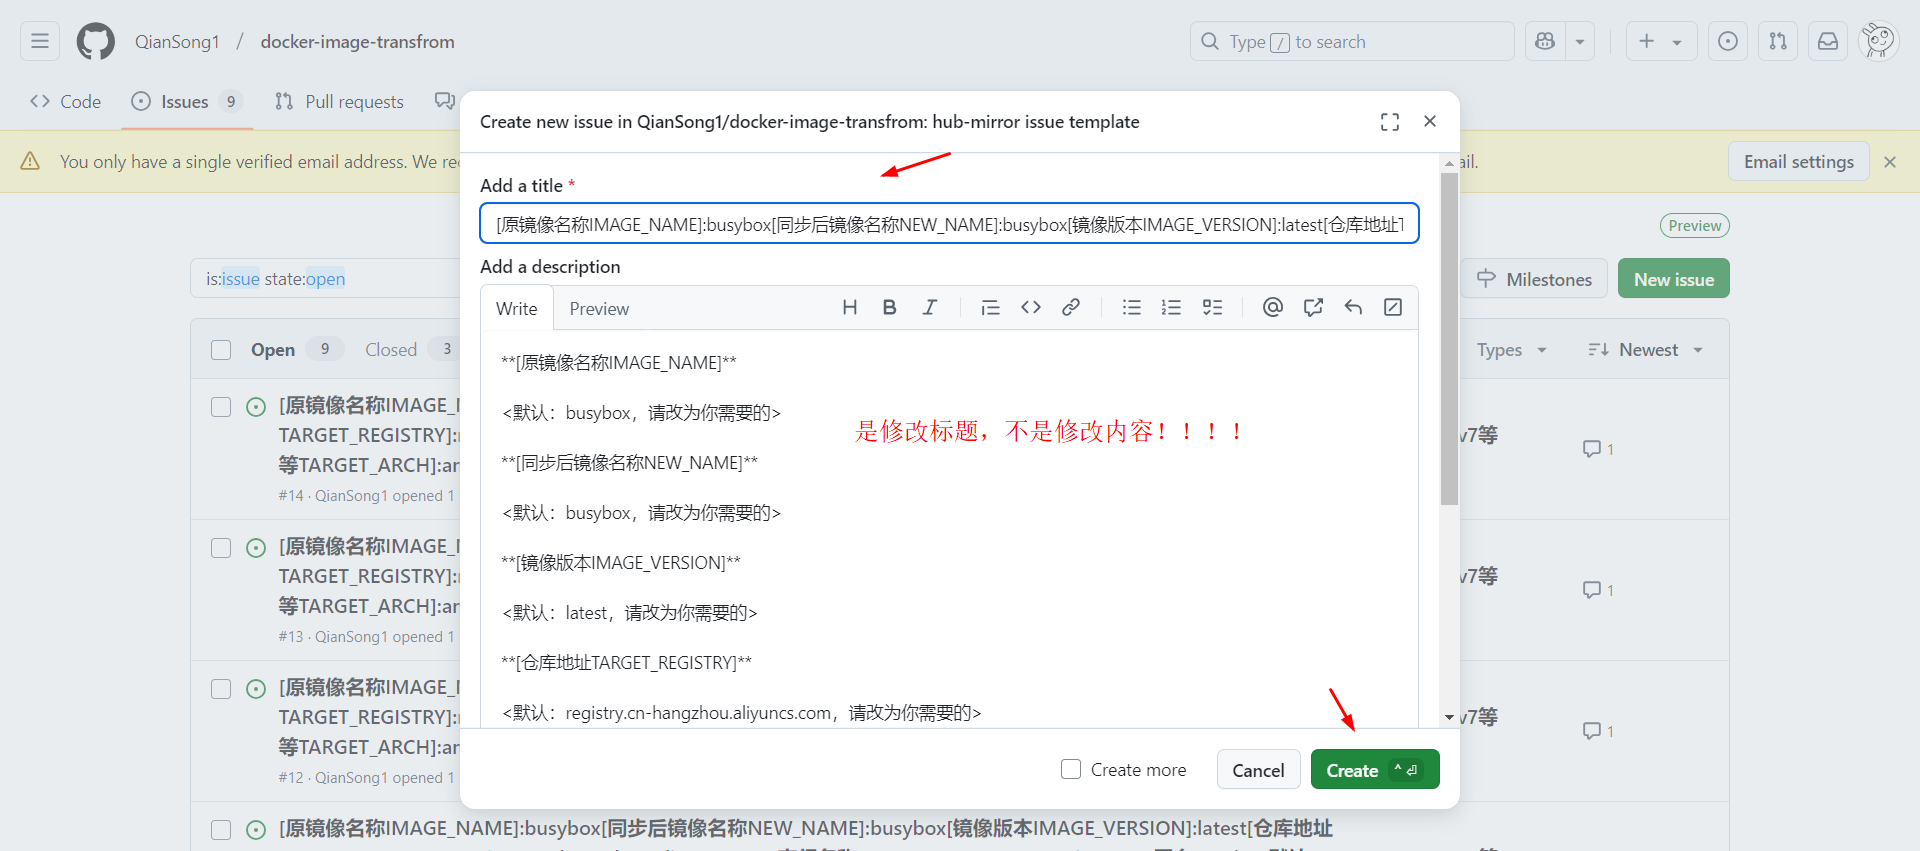 QianSong1 / docker-image-transfrom
Type / to search
Code
Issues 9
Pull requests
You only have a single verified email address. We re
ail.
Email settings
Create new issue in QianSong1/docker-image-transfrom: hub-mirror issue template
Add a title *
[原镜像名称IMAGE_NAME]:busybox[同步后镜像名称NEW_NAME]:busybox[镜像版本IMAGE_VERSION]:latest[仓库地址T
Add a description
Write
Preview
**[原镜像名称IMAGE_NAME]**
<默认：busybox，请改为你需要的>
是修改标题，不是修改内容！！！！
**[同步后镜像名称NEW_NAME]**
<默认：busybox，请改为你需要的>
**[镜像版本IMAGE_VERSION]**
<默认：latest，请改为你需要的>
**[仓库地址TARGET_REGISTRY]**
<默认：registry.cn-hangzhou.aliyuncs.com，请改为你需要的>
Create more
Cancel
Create
Preview
is:issue state:open
Milestones
New issue
Open 9
Closed 3
Types
Newest
[原镜像名称IMAGE_N
TARGET_REGISTRY]:r
v7等
等TARGET_ARCH]:ar
#14 · QianSong1 opened 1
1
[原镜像名称IMAGE_N
TARGET_REGISTRY]:r
v7等
等TARGET_ARCH]:ar
#13 · QianSong1 opened 1
1
[原镜像名称IMAGE_N
TARGET_REGISTRY]:r
v7等
等TARGET_ARCH]:ar
#12 · QianSong1 opened 1
1
[原镜像名称IMAGE_NAME]:busybox[同步后镜像名称NEW_NAME]:busybox[镜像版本IMAGE_VERSION]:latest[仓库地址